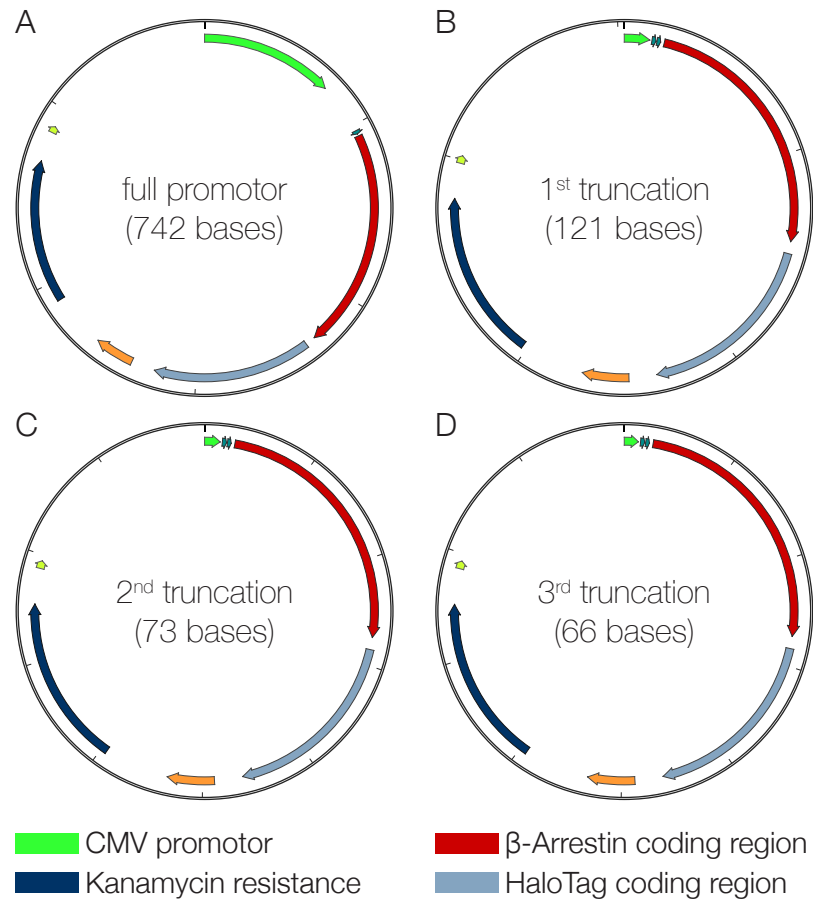 A
B
full promotor
(742 bases)
1st truncation
(121 bases)
C
D
2nd truncation
(73 bases)
3rd truncation
(66 bases)
CMV promotor
β-Arrestin coding region
Kanamycin resistance
HaloTag coding region